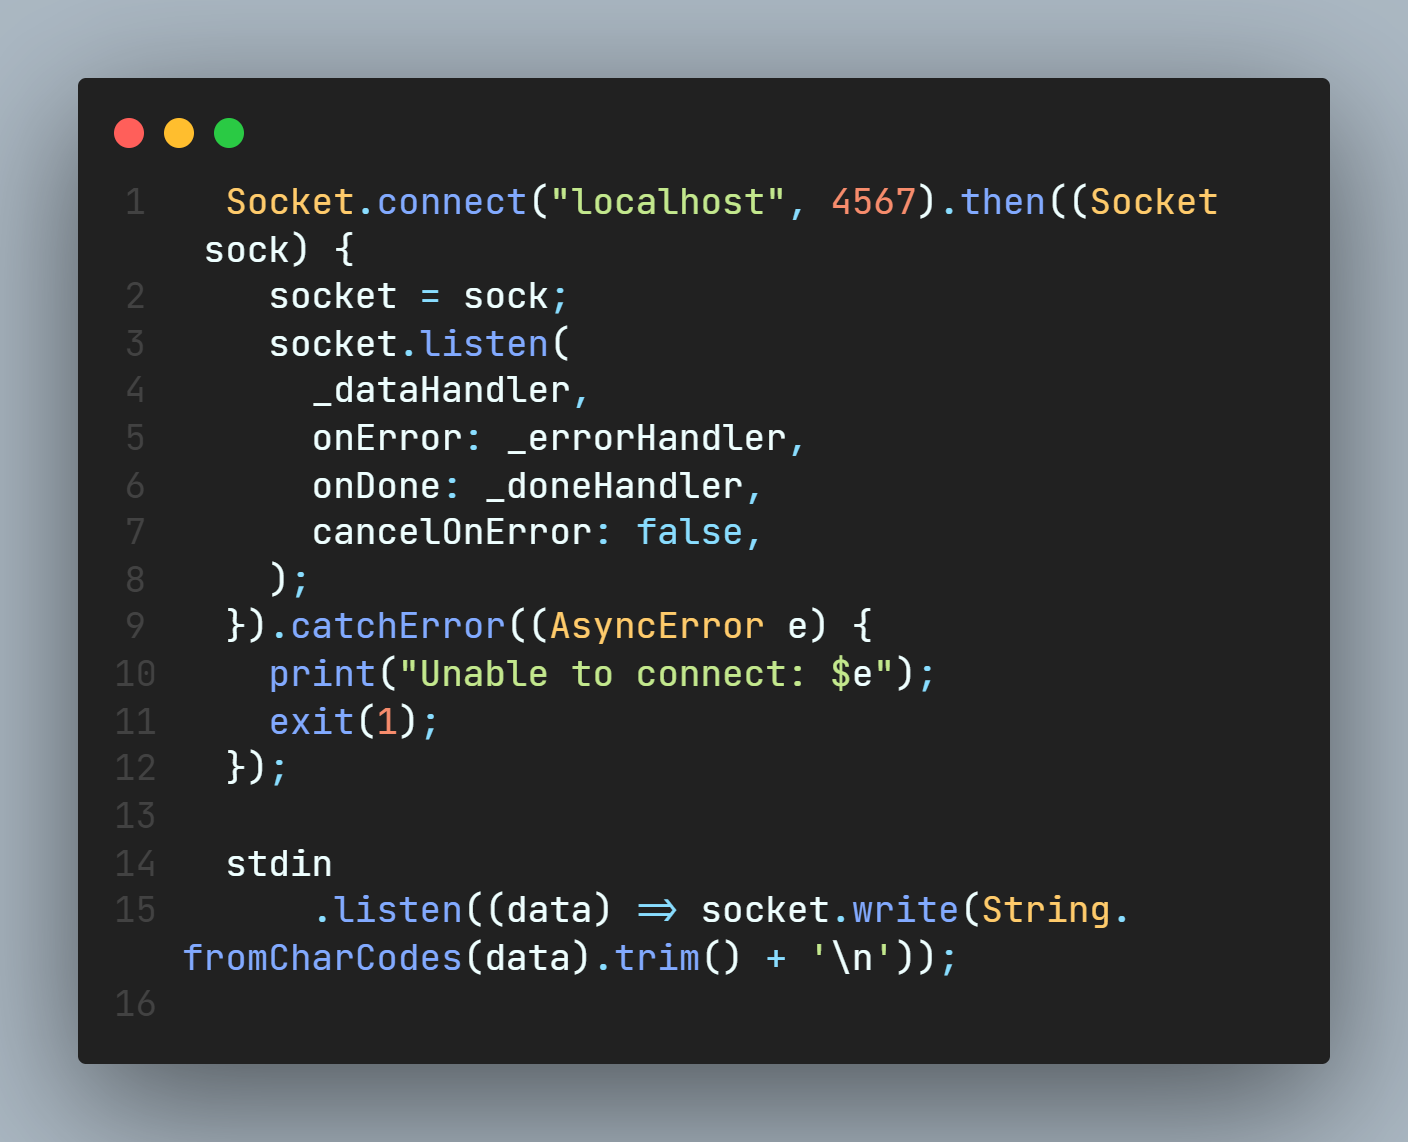 1 Socket.connect("localhost", 4567).then((Socket
sock) {
2 socket = sock;
3 socket.listen(
4 _dataHandler,
5 onError: _errorHandler,
6 onDone: _doneHandler,
7 cancelOnError: false,
8 );
9 }).catchError((AsyncError e) {
10 print("Unable to connect: $e");
11 exit(1);
12 });
13
14 stdin
15 .listen((data) => socket.write(String.
fromCharCodes(data).trim() + '\n'));
16